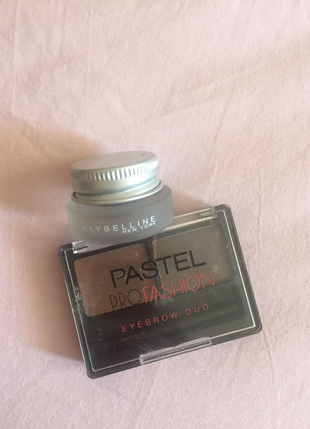 MAYBELLINE
NEW YORK
PASTEL
PROFASHION
EYEBROW DUO